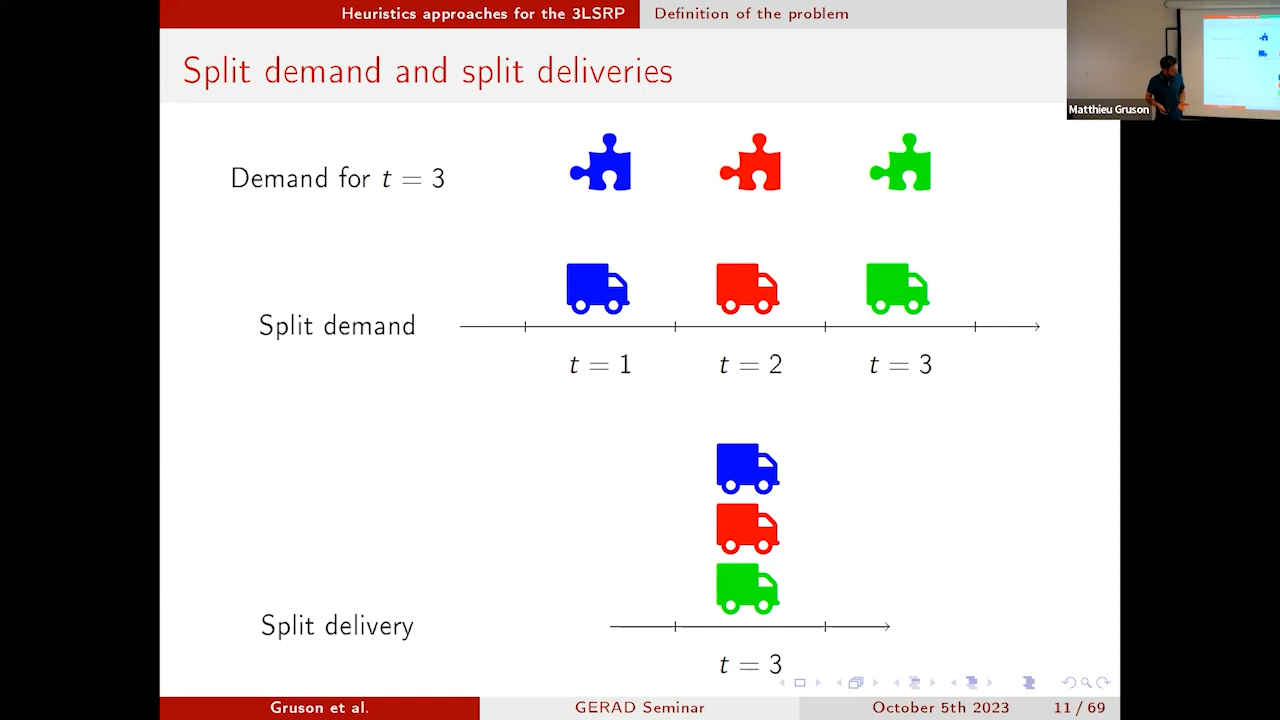 Heuristics approaches for the 3LSRP
Definition of the problem
Split demand and split deliveries
Matthieu Gruson
Demand for t = 3
Split demand
t = 1
t = 2
t = 3
Split delivery
t = 3
Gruson et al.
GERAD Seminar
October 5th 2023
11 / 69